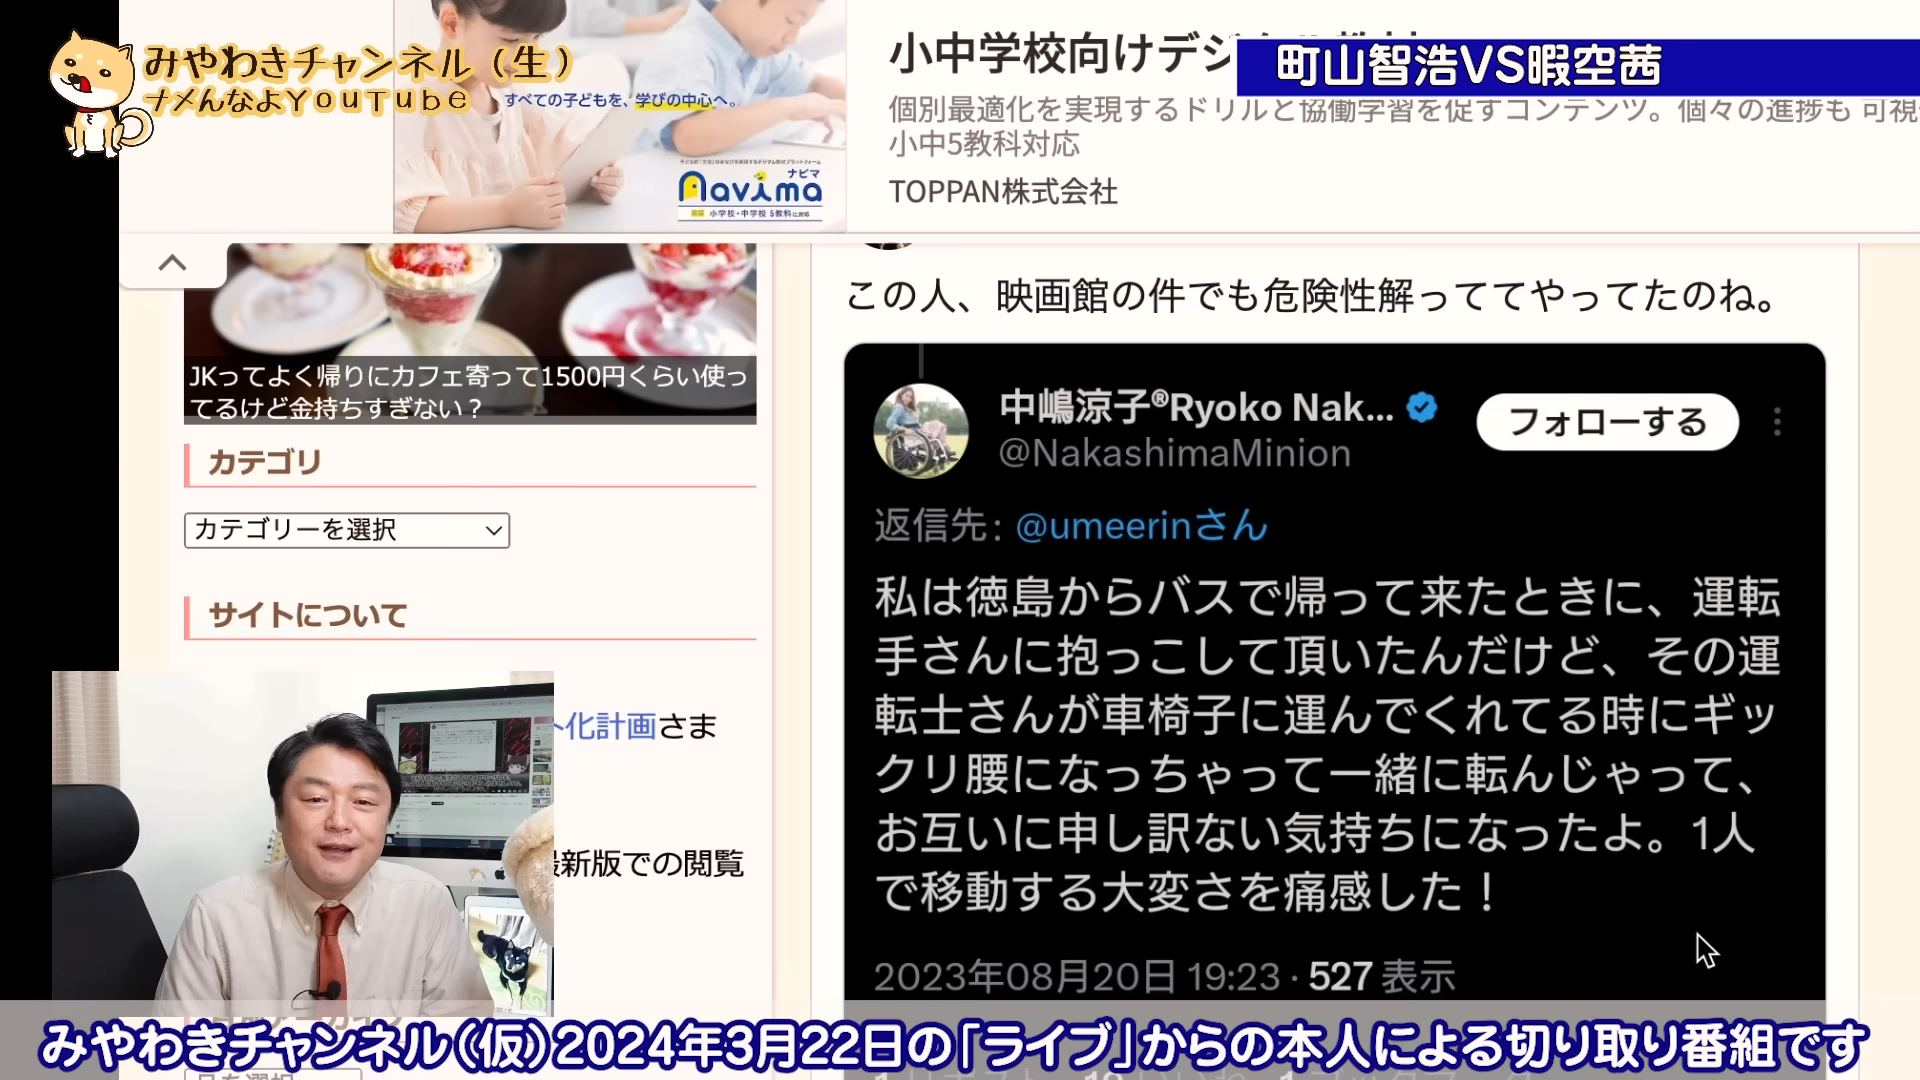 みやわきチャンネル（生）
ナメんなよYouTube
すべての子どもを、学びの中心へ。
ナビマ
navima
小学校・中学校 5教科に対応
小中学校向けデジ
町山智浩VS暇空茜
個別最適化を実現するドリルと協働学習を促すコンテンツ。個々の進捗も 可視
小中5教科対応
TOPPAN株式会社
JKってよく帰りにカフェ寄って1500円くらい使っ
てるけど金持ちすぎない？
カテゴリ
カテゴリーを選択
サイトについて
ト化計画さま
最新版での閲覧
この人、映画館の件でも危険性解っててやってたのね。
中嶋涼子®Ryoko Nak...
フォローする
@NakashimaMinion
返信先: @umeerinさん
私は徳島からバスで帰って来たときに、運転
手さんに抱っこして頂いたんだけど、その運
転士さんが車椅子に運んでくれてる時にギッ
クリ腰になっちゃって一緒に転んじゃって、
お互いに申し訳ない気持ちになったよ。1人
で移動する大変さを痛感した！
2023年08月20日 19:23 · 527 表示
みやわきチャンネル（仮）2024年3月22日の「ライブ」からの本人による切り取り番組です